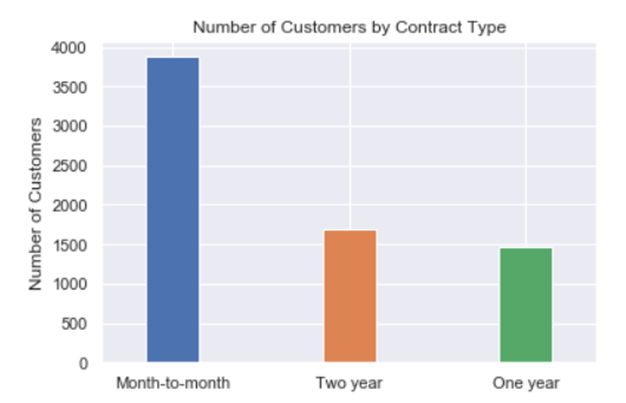 Number of Customers by Contract Type
4000
3500
3000
2500
2000
1500
1000
500
0
Number of Customers
Month-to-month
Two year
One year